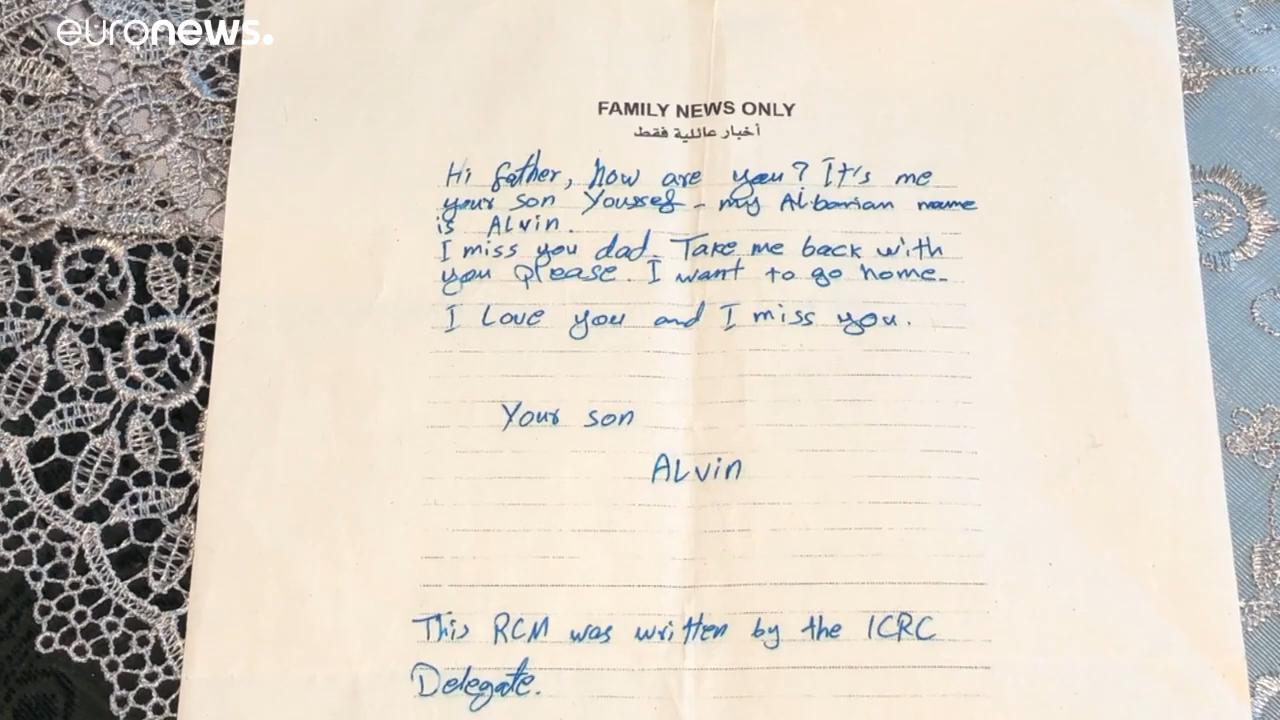 euronews.
FAMILY NEWS ONLY
أخبار عائلية فقط
Hi father, how are you? It's me
your son Youssef - my Albanian name
is Alvin.
I miss you dad. Take me back with
you please. I want to go home.
I Love you and I miss you.
Your son
Alvin
This RCM was written by the ICRC
Delegate.